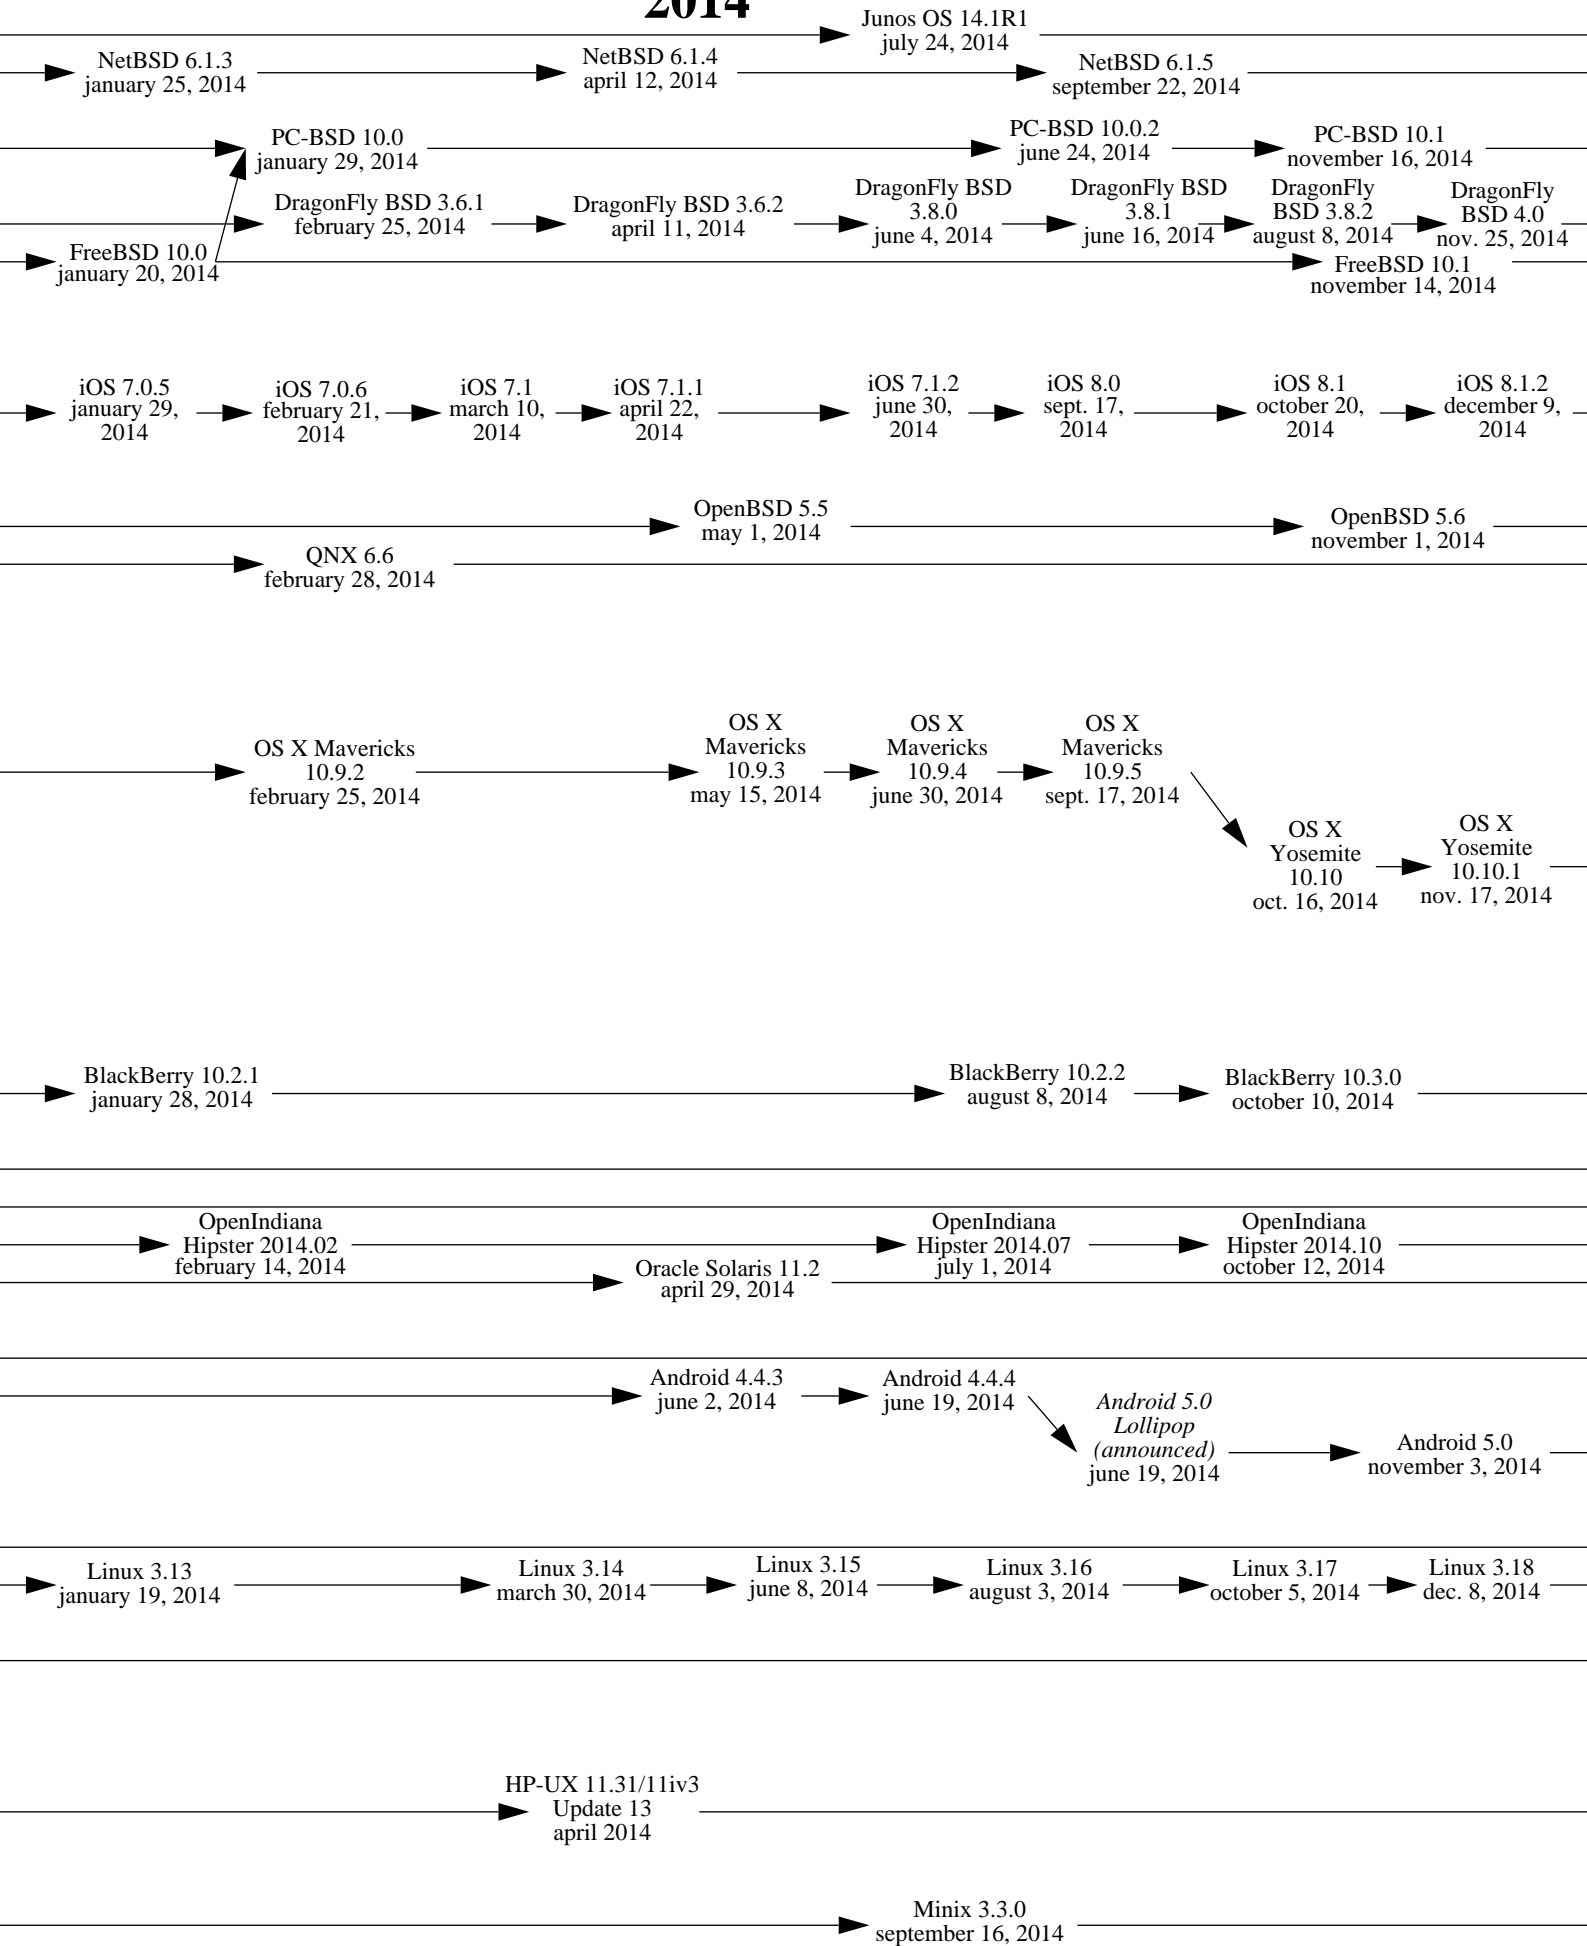 2014
Junos OS 14.1R1
july 24, 2014
NetBSD 6.1.3
january 25, 2014
NetBSD 6.1.4
april 12, 2014
NetBSD 6.1.5
september 22, 2014
PC-BSD 10.0
january 29, 2014
PC-BSD 10.0.2
june 24, 2014
PC-BSD 10.1
november 16, 2014
DragonFly BSD 3.6.1
february 25, 2014
DragonFly BSD 3.6.2
april 11, 2014
DragonFly BSD
3.8.0
june 4, 2014
DragonFly BSD
3.8.1
june 16, 2014
DragonFly
BSD 3.8.2
august 8, 2014
DragonFly
BSD 4.0
nov. 25, 2014
FreeBSD 10.0
january 20, 2014
FreeBSD 10.1
november 14, 2014
iOS 7.0.5
january 29,
2014
iOS 7.0.6
february 21,
2014
iOS 7.1
march 10,
2014
iOS 7.1.1
april 22,
2014
iOS 7.1.2
june 30,
2014
iOS 8.0
sept. 17,
2014
iOS 8.1
october 20,
2014
iOS 8.1.2
december 9,
2014
OpenBSD 5.5
may 1, 2014
OpenBSD 5.6
november 1, 2014
QNX 6.6
february 28, 2014
OS X Mavericks
10.9.2
february 25, 2014
OS X
Mavericks
10.9.3
may 15, 2014
OS X
Mavericks
10.9.4
june 30, 2014
OS X
Mavericks
10.9.5
sept. 17, 2014
OS X
Yosemite
10.10
oct. 16, 2014
OS X
Yosemite
10.10.1
nov. 17, 2014
BlackBerry 10.2.1
january 28, 2014
BlackBerry 10.2.2
august 8, 2014
BlackBerry 10.3.0
october 10, 2014
OpenIndiana
Hipster 2014.02
february 14, 2014
OpenIndiana
Hipster 2014.07
july 1, 2014
OpenIndiana
Hipster 2014.10
october 12, 2014
Oracle Solaris 11.2
april 29, 2014
Android 4.4.3
june 2, 2014
Android 4.4.4
june 19, 2014
Android 5.0
Lollipop
(announced)
june 19, 2014
Android 5.0
november 3, 2014
Linux 3.13
january 19, 2014
Linux 3.14
march 30, 2014
Linux 3.15
june 8, 2014
Linux 3.16
august 3, 2014
Linux 3.17
october 5, 2014
Linux 3.18
dec. 8, 2014
HP-UX 11.31/11iv3
Update 13
april 2014
Minix 3.3.0
september 16, 2014